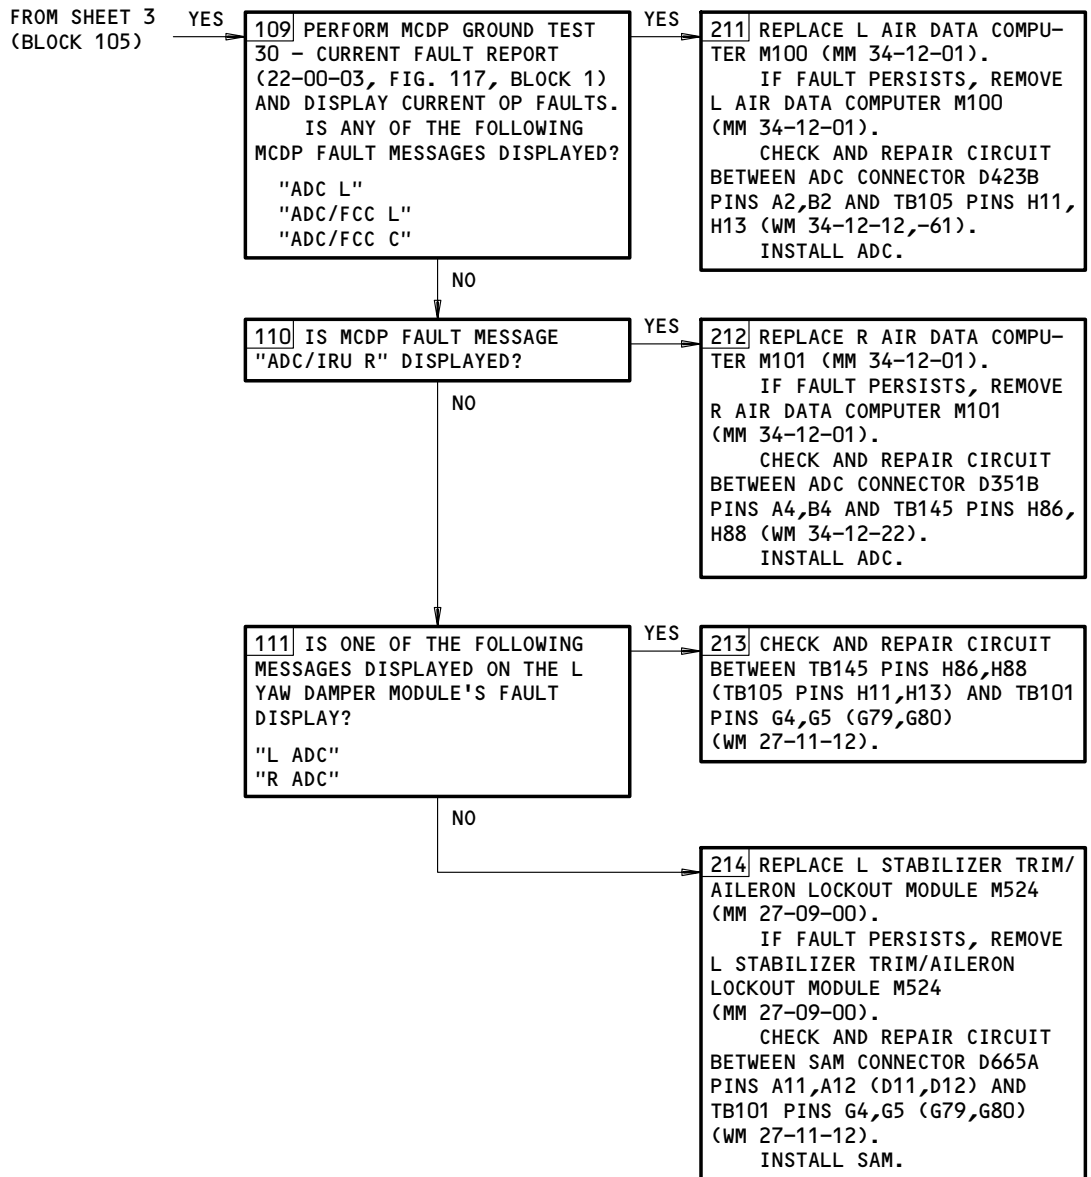 FROM SHEET 3
(BLOCK 105)
YES
109 PERFORM MCDP GROUND TEST
30 - CURRENT FAULT REPORT
(22-00-03, FIG. 117, BLOCK 1)
AND DISPLAY CURRENT OP FAULTS.
IS ANY OF THE FOLLOWING
MCDP FAULT MESSAGES DISPLAYED?
"ADC L"
"ADC/FCC L"
"ADC/FCC C"
YES
211 REPLACE L AIR DATA COMPU-
TER M100 (MM 34-12-01).
IF FAULT PERSISTS, REMOVE
L AIR DATA COMPUTER M100
(MM 34-12-01).
CHECK AND REPAIR CIRCUIT
BETWEEN ADC CONNECTOR D423B
PINS A2,B2 AND TB105 PINS H11,
H13 (WM 34-12-12,-61).
INSTALL ADC.
NO
110 IS MCDP FAULT MESSAGE
"ADC/IRU R" DISPLAYED?
YES
212 REPLACE R AIR DATA COMPU-
TER M101 (MM 34-12-01).
IF FAULT PERSISTS, REMOVE
R AIR DATA COMPUTER M101
(MM 34-12-01).
CHECK AND REPAIR CIRCUIT
BETWEEN ADC CONNECTOR D351B
PINS A4,B4 AND TB145 PINS H86,
H88 (WM 34-12-22).
INSTALL ADC.
NO
111 IS ONE OF THE FOLLOWING
MESSAGES DISPLAYED ON THE L
YAW DAMPER MODULE'S FAULT
DISPLAY?
"L ADC"
"R ADC"
YES
213 CHECK AND REPAIR CIRCUIT
BETWEEN TB145 PINS H86,H88
(TB105 PINS H11,H13) AND TB101
PINS G4,G5 (G79,G80)
(WM 27-11-12).
NO
214 REPLACE L STABILIZER TRIM/
AILERON LOCKOUT MODULE M524
(MM 27-09-00).
IF FAULT PERSISTS, REMOVE
L STABILIZER TRIM/AILERON
LOCKOUT MODULE M524
(MM 27-09-00).
CHECK AND REPAIR CIRCUIT
BETWEEN SAM CONNECTOR D665A
PINS A11,A12 (D11,D12) AND
TB101 PINS G4,G5 (G79,G80)
(WM 27-11-12).
INSTALL SAM.